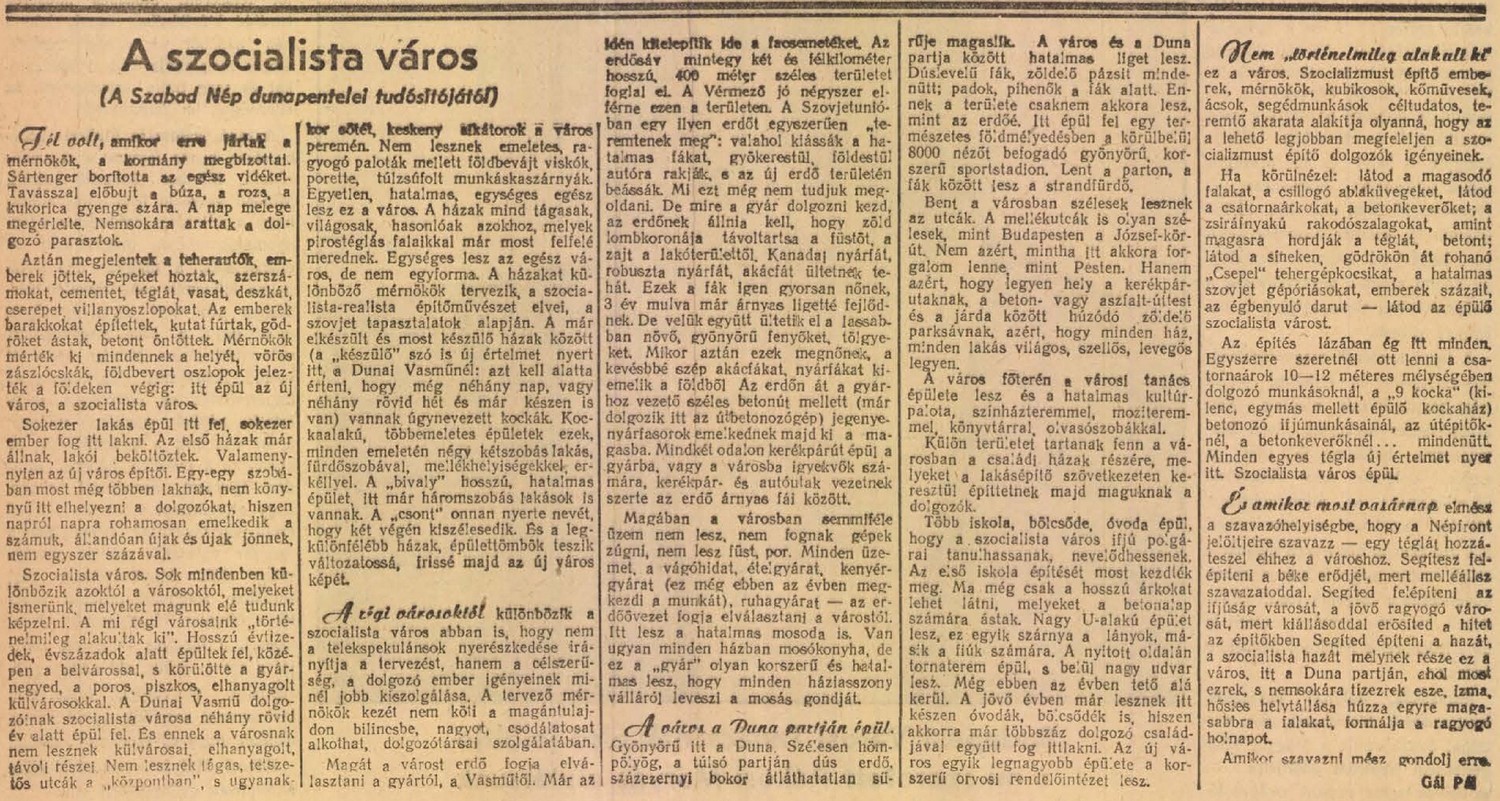 A szocialista város
(A Szabad Nép dunapentelei tudósítójától)
Tél volt, amikor erre jártak a
mérnökök, a kormány megbízottai.
Sártenger borította az egész vidéket.
Tavasszal előbujt a búza, a rozs, a
kukorica gyenge szára. A nap melege
megérlelte. Nemsokára arattak a dol-
gozó parasztok.
Aztán megjelentek a teherautók, em-
berek jöttek, gépeket hoztak, szerszá-
mokat, cementet, téglát, vasat, deszkát,
cserepet, villanyoszlopokat. Az emberek
barakkokat építettek, kutat fúrtak, göd-
röket ástak, betont öntöttek. Mérnökök
mérték ki mindennek a helyét, vörös
zászlócskák, földbevert oszlopok jelez-
ték a földeken végig: itt épül az új
város, a szocialista város.
Sokezer lakás épül itt fel, sokezer
ember fog itt lakni. Az első házak már
állnak, lakói beköltöztek. Valameny-
nyien az új város építői. Egy-egy szobá-
ban most még többen laknak, nem köny-
nyű itt elhelyezni a dolgozókat, hiszen
napról napra rohamosan emelkedik a
számuk, állandóan újak és újak jönnek,
nem egyszer százával.
Szocialista város. Sok mindenben kü-
lönbözik azoktól a városoktól, melyeket
ismerünk, melyeket magunk elé tudunk
képzelni. A mi régi városaink „törté-
nelmileg alakultak ki". Hosszú évtize-
dek, évszázadok alatt épültek fel, közé-
pen a belvárossal, s körülötte a gyár-
negyed, a poros, piszkos, elhanyagolt
külvárosokkal. A Dunai Vasmű dolgo-
zóinak szocialista városa néhány rövid
év alatt épül fel. És ennek a városnak
nem lesznek külvárosai, elhanyagolt,
távoli részei. Nem lesznek tágas, tetsze-
tős utcák a „központban", s ugyanak-
kor sötét, keskeny sikátorok a város
peremén. Nem lesznek emeletes, ra-
gyogó paloták mellett földbevájt viskók,
porette, túlzsúfolt munkáskaszárnyák.
Egyetlen, hatalmas, egységes egész
lesz ez a város. A házak mind tágasak,
világosak, hasonlóak azokhoz, melyek
pirostéglás falaikkal már most felfelé
merednek. Egységes lesz az egész vá-
ros, de nem egyforma. A házakat kü-
lönböző mérnökök tervezik, a szocia-
lista-realista építőművészet elvei, a
szovjet tapasztalatok alapján. A már
elkészült és most készülő házak között
(a „készülő" szó is új értelmet nyert
itt, a Dunai Vasműnél: azt kell alatta
érteni, hogy még néhány nap, vagy
néhány rövid hét és már készen is
van) vannak úgynevezett kockák. Koc-
kaalakú, többemeletes épületek ezek,
minden emeletén négy kétszobás lakás,
fürdőszobával, mellékhelyiségekkel, er-
kéllyel. A „bivaly" hosszú, hatalmas
épület, itt már háromszobás lakások is
vannak. A „csont" onnan nyerte nevét,
hogy két végén kiszélesedik. És a leg-
különfélébb házak, épülettömbök teszik
változatossá, frissé majd az új város
képét.
A régi városoktól különbözik a
szocialista város abban is, hogy nem
a telekspekulánsok nyerészkedése irá-
nyítja a tervezést, hanem a célszerű-
ség, a dolgozó ember igényeinek mi-
nél jobb kiszolgálása. A tervező mér-
nökök kezét nem köti a magántulaj-
don bilincsbe, nagyot, csodálatosat
alkothat, dolgozótársai szolgálatában.
Magát a várost erdő fogja elvá-
lasztani a gyártól, a Vasműtől. Már az
idén kitelepítik ide a facsemetéket. Az
erdősáv mintegy két és félkilométer
hosszú, 400 méter széles területet
foglal el. A Vérmező jó négyszer el-
férne ezen a területen. A Szovjetunió-
ban egy ilyen erdőt egyszerűen „te-
remtenek meg": valahol kiássák a ha-
talmas fákat, gyökerestül, földestül
autóra rakják, s az új erdő területén
beássák. Mi ezt még nem tudjuk meg-
oldani. De mire a gyár dolgozni kezd,
az erdőnek állnia kell, hogy zöld
lombkoronája távoltartsa a füstöt, a
zajt a lakóterülettől. Kanadai nyárfát,
robuszta nyárfát, akácfát ültetnek te-
hát. Ezek a fák igen gyorsan nőnek,
3 év mulva már árnyas ligetté fejlőd-
nek. De velük együtt ültetik el a lassab-
ban növő, gyönyörű fenyőket, tölgye-
ket. Mikor aztán ezek megnőnek, a
kevésbbé szép akácfákat, nyárfákat ki-
emelik a földből Az erdőn át a gyár-
hoz vezető széles betonút mellett (már
dolgozik itt az útbetonozógép) jegenye-
nyárfasorok emelkednek majd ki a ma-
gasba. Mindkét odalon kerékpárút épül a
gyárba, vagy a városba igyekvők szá-
mára, kerékpár- és autóutak vezetnek
szerte az erdő árnyas fái között.
Magában a városban semmiféle
üzem nem lesz, nem fognak gépek
zúgni, nem lesz füst, por. Minden üze-
met, a vágóhidat, ételgyárat, kenyér-
gyárat (ez még ebben az évben meg-
kezdi a munkát), ruhagyárat — az er-
dőövezet fogja elválasztani a várostól.
Itt lesz a hatalmas mosoda is. Van
ugyan minden házban mosókonyha, de
ez a „gyár" olyan korszerű és hatal-
mas lesz, hogy minden háziasszony
válláról leveszi a mosás gondját.
A város a Duna partján épül.
Gyönyörű itt a Duna. Szélesen höm-
pölyög, a túlsó partján dús erdő,
százezernyi bokor átláthatatlan sü-
rűje magaslik. A város és a Duna
partja között hatalmas liget lesz.
Dúslevelű fák, zöldelő pázsit minde-
nütt; padok, pihenők a fák alatt. En-
nek a területe csaknem akkora lesz,
mint az erdőé. Itt épül fel egy ter-
mészetes földmélyedésben a körülbelül
8000 nézőt befogadó gyönyörű, kor-
szerű sportstadion. Lent a parton, a
fák között lesz a strandfürdő.
Bent a városban szélesek lesznek
az utcák. A mellékutcák is olyan szé-
lesek, mint Budapesten a József-kör-
út. Nem azért, mintha itt akkora for-
galom lenne, mint Pesten. Hanem
azért, hogy legyen hely a kerékpár-
utaknak, a beton- vagy aszfalt-úttest
és a járda között húzódó zöldelő
parksávnak, azért, hogy minden ház,
minden lakás világos, szellős, levegős
legyen.
A város főterén a városi tanács
épülete lesz és a hatalmas kultúr-
palota, színházteremmel, moziterem-
mel, könyvtárral, olvasószobákkal.
Külön területet tartanak fenn a vá-
rosban a családi házak részére, me-
lyeket a lakásépítő szövetkezeten ke-
resztül építtetnek majd maguknak a
dolgozók.
Több iskola, bölcsőde, óvoda épül,
hogy a szocialista város ifjú polgá-
rai tanulhassanak, nevelődhessenek.
Az első iskola építését most kezdték
meg. Ma még csak a hosszú árkokat
lehet látni, melyeket a betonalap
számára ástak. Nagy U-alakú épület
lesz, ez egyik szárnya a lányok, má-
sik a fiúk számára. A nyitott oldalán
tornaterem épül, s belül nagy udvar
lesz. Még ebben az évben tető alá
kerül. A jövő évben már lesznek itt
készen óvodák, bölcsődék is, hiszen
akkorra már többszáz dolgozó család-
jával együtt fog ittlakni. Az új vá-
ros egyik legnagyobb épülete a kor-
szerű orvosi rendelőintézet lesz.
Nem „történelmileg alakult ki"
ez a város. Szocializmust építő embe-
rek, mérnökök, kubikosok, kőművesek,
ácsok, segédmunkások céltudatos, te-
remtő akarata alakítja olyanná, hogy az
a lehető legjobban megfeleljen a szo-
cializmust építő dolgozók igényeinek.
Ha körülnézel: látod a magasodó
falakat, a csillogó ablaküvegeket, látod
a csatornaárkokat, a betonkeverőket; a
zsiráfnyakú rakodószalagokat, amint
magasra hordják a téglát, betont;
látod a síneken, gödrökön át rohanó
„Csepel" tehergépkocsikat, a hatalmas
szovjet gépóriásokat, emberek százait,
az égbenyuló darut — látod az épülő
szocialista várost.
Az építés lázában ég itt minden.
Egyszerre szeretnél ott lenni a csa-
tornaárok 10—12 méteres mélységében
dolgozó munkásoknál, a „9 kocka" (ki-
lenc, egymás mellett épülő kockaház)
betonozó ifjúmunkásainál, az útépítők-
nél, a betonkeverőknél... mindenütt.
Minden egyes tégla új értelmet nyer
itt. Szocialista város épül.
És amikor most vasárnap elmész
a szavazóhelyiségbe, hogy a Népfront
jelöltjeire szavazz — egy téglát hozzá-
teszel ehhez a városhoz. Segítesz fel-
építeni a béke erődjét, mert melléállsz
szavazatoddal. Segíted felépíteni az
ifjúság városát, a jövő ragyogó váro-
sát, mert kiállásoddal erősíted a hitet
az építőkben Segíted építeni a hazát,
a szocialista hazát melynek része ez a
város, itt a Duna partján, ahol most
ezrek, s nemsokára tízezrek esze, izma,
hősies helytállása húzza egyre maga-
sabbra a falakat, formálja a ragyogó
holnapot.
Amikor szavazni mész gondolj erre.
Gál Pál